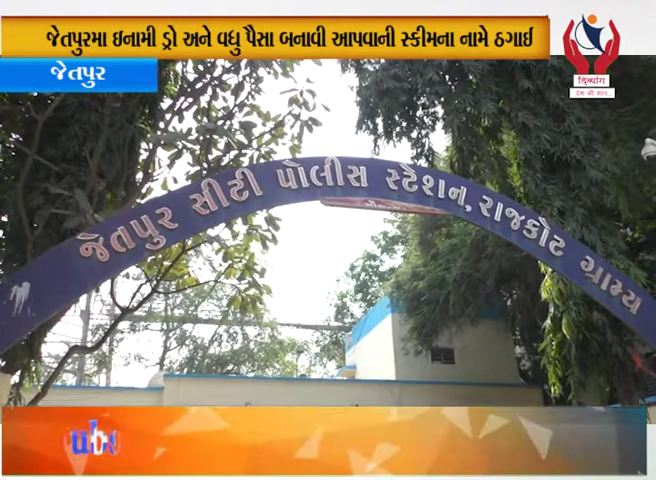 જેતપુરમા ઇનામી ડ્રો અને વધુ પૈસા બનાવી આપવાની સ્કીમના નામે ઠગાઈ
જેતપુર
दिव्यांग
જેતપુર સીટી પોલીસ સ્ટેશન, રાજકોટ ગ્રામ્ય